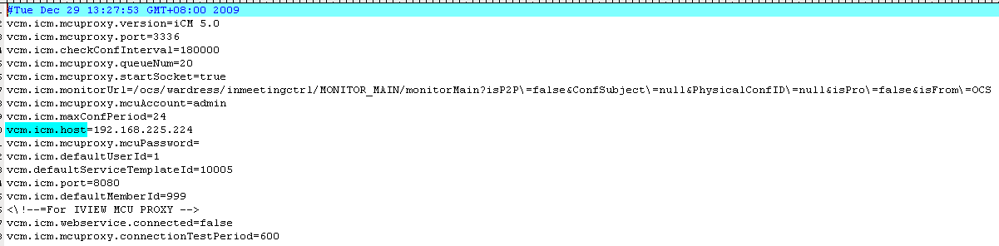 #Tue Dec 29 13:27:53 GMT+08:00 2009
vcm.icm.mcuproxy.version=iCM 5.0
vcm.icm.mcuproxy.port=3336
vcm.icm.checkConfInterval=180000
vcm.icm.mcuproxy.queueNum=20
vcm.icm.mcuproxy.startSocket=true
vcm.icm.monitorUrl=/ocs/wardress/inmeetingctrl/MONITOR_MAIN/monitorMain?isP2P\=false&ConfSubject\=null&PhysicalConfID\=null&isPro\=false&isFrom\=OCS
vcm.icm.mcuproxy.mcuAccount=admin
vcm.icm.maxConfPeriod=24
vcm.icm.host=192.168.225.224
vcm.icm.mcuproxy.mcuPassword=
vcm.icm.defaultUserId=1
vcm.defaultServiceTemplateId=10005
vcm.icm.port=8080
vcm.icm.defaultMemberId=999
<\!--=For IVIEW MCU PROXY -->
vcm.icm.webservice.connected=false
vcm.icm.mcuproxy.connectionTestPeriod=600